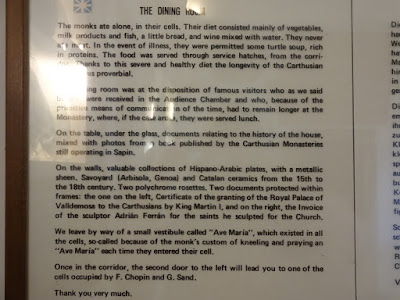 THE DINING ROOM
The monks ate alone, in their cells. Their diet consisted mainly of vegetables,
milk products and fish, a little bread, and wine mixed with water. They never
meat. In the event of illness, they were permitted some turtle soup, rich
in proteins. The food was served through service hatches, from the corri-
Thanks to this severe and healthy diet the longevity of the Carthusian
proverbial.
room was at the disposition of famous visitors who as we said
were received in the Audience Chamber and who, because of the
means of communication of the time, had to remain longer at the
Monastery, where, if the case arises, they were served lunch.
On the table, under the glass, documents relating to the history of the house,
mixed with photos from a book published by the Carthusian Monasteries
still operating in Sapin.
On the walls, valuable collections of Hispano-Arabic plates, with a metallic
sheen, Savoyard (Arbisola, Genoa) and Catalan ceramics from the 15th to
the 18th century. Two polychrome rosettes. Two documents protected within
frames: the one on the left, Certificate of the granting of the Royal Palace of
Valldemosa to the Carthusians by King Martin I, and on the right, the Invoice
of the sculptor Adrián Ferrán for the saints he sculpted for the Church.
We leave by way of a small vestibule called "Ave María", which existed in all
the cells, so-called because of the monk's custom of kneeling and praying an
"Ave María" each time they entered their cell.
Once in the corridor, the second door to the left will lead you to one of the
cells occupied by F. Chopin and G. Sand.
Thank you very much.